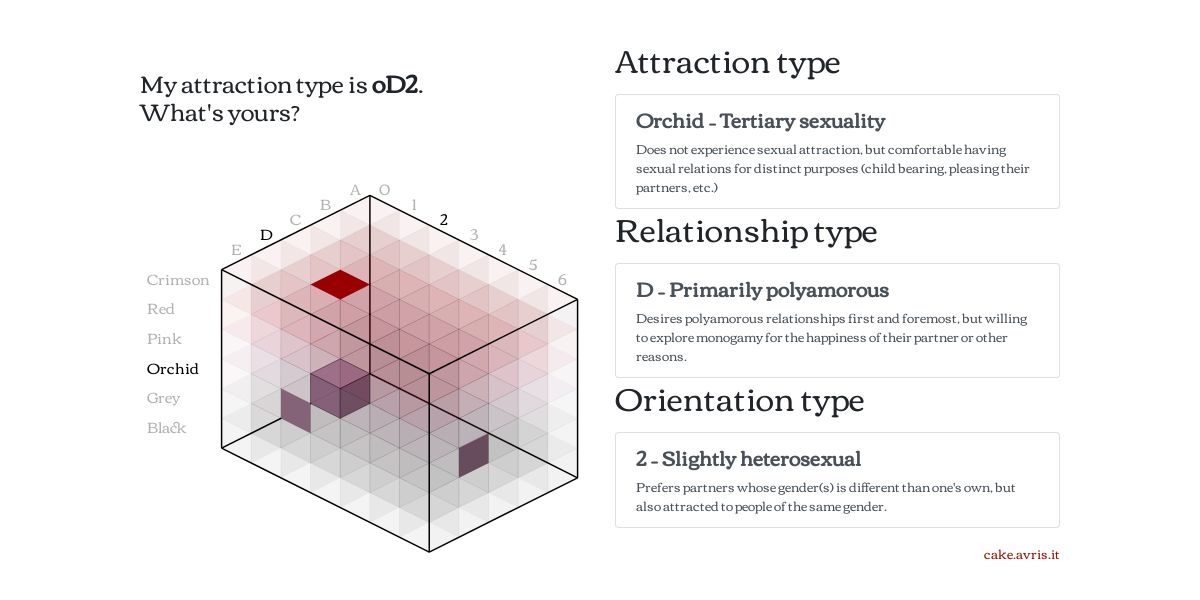 My attraction type is oD2.
What's yours?
A O
B 1
C 2
D 3
E 4
5
6
Crimson
Red
Pink
Orchid
Grey
Black
Attraction type
Orchid – Tertiary sexuality
Does not experience sexual attraction, but comfortable having
sexual relations for distinct purposes (child bearing, pleasing their
partners, etc.)
Relationship type
D – Primarily polyamorous
Desires polyamorous relationships first and foremost, but willing
to explore monogamy for the happiness of their partner or other
reasons.
Orientation type
2 – Slightly heterosexual
Prefers partners whose gender(s) is different than one's own, but
also attracted to people of the same gender.
cake.avris.it